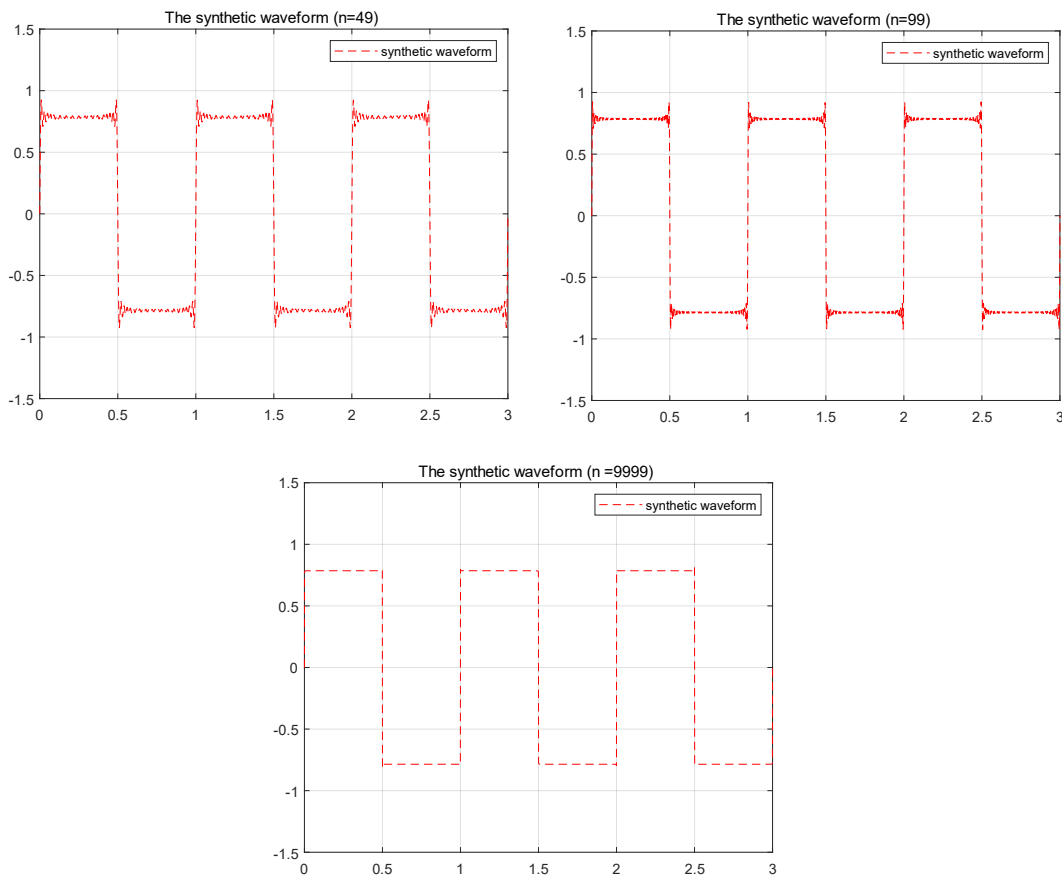 The synthetic waveform (n=49)
synthetic waveform
1.5
1
0.5
0
-0.5
-1
-1.5
0 0.5 1 1.5 2 2.5 3
The synthetic waveform (n=99)
synthetic waveform
1.5
1
0.5
0
-0.5
-1
-1.5
0 0.5 1 1.5 2 2.5 3
The synthetic waveform (n =9999)
synthetic waveform
1.5
1
0.5
0
-0.5
-1
-1.5
0 0.5 1 1.5 2 2.5 3